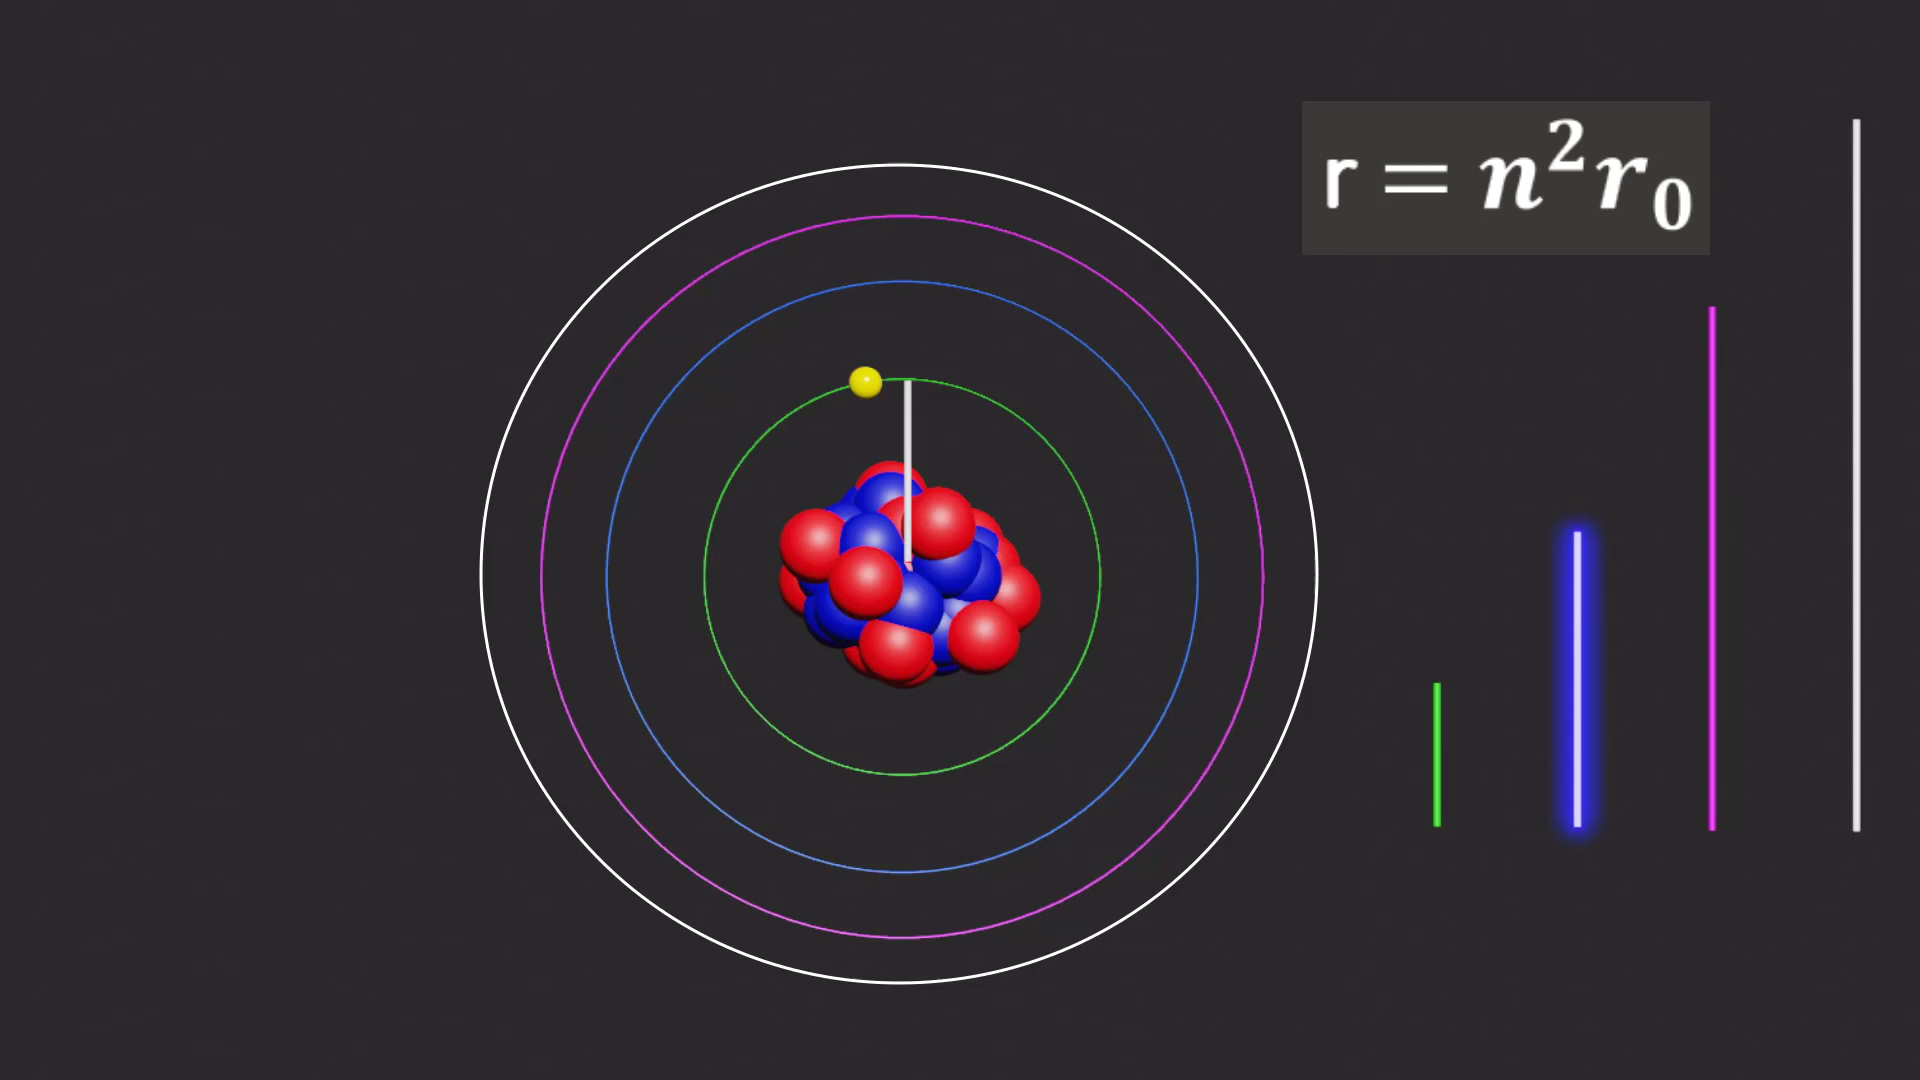 r = n²r₀